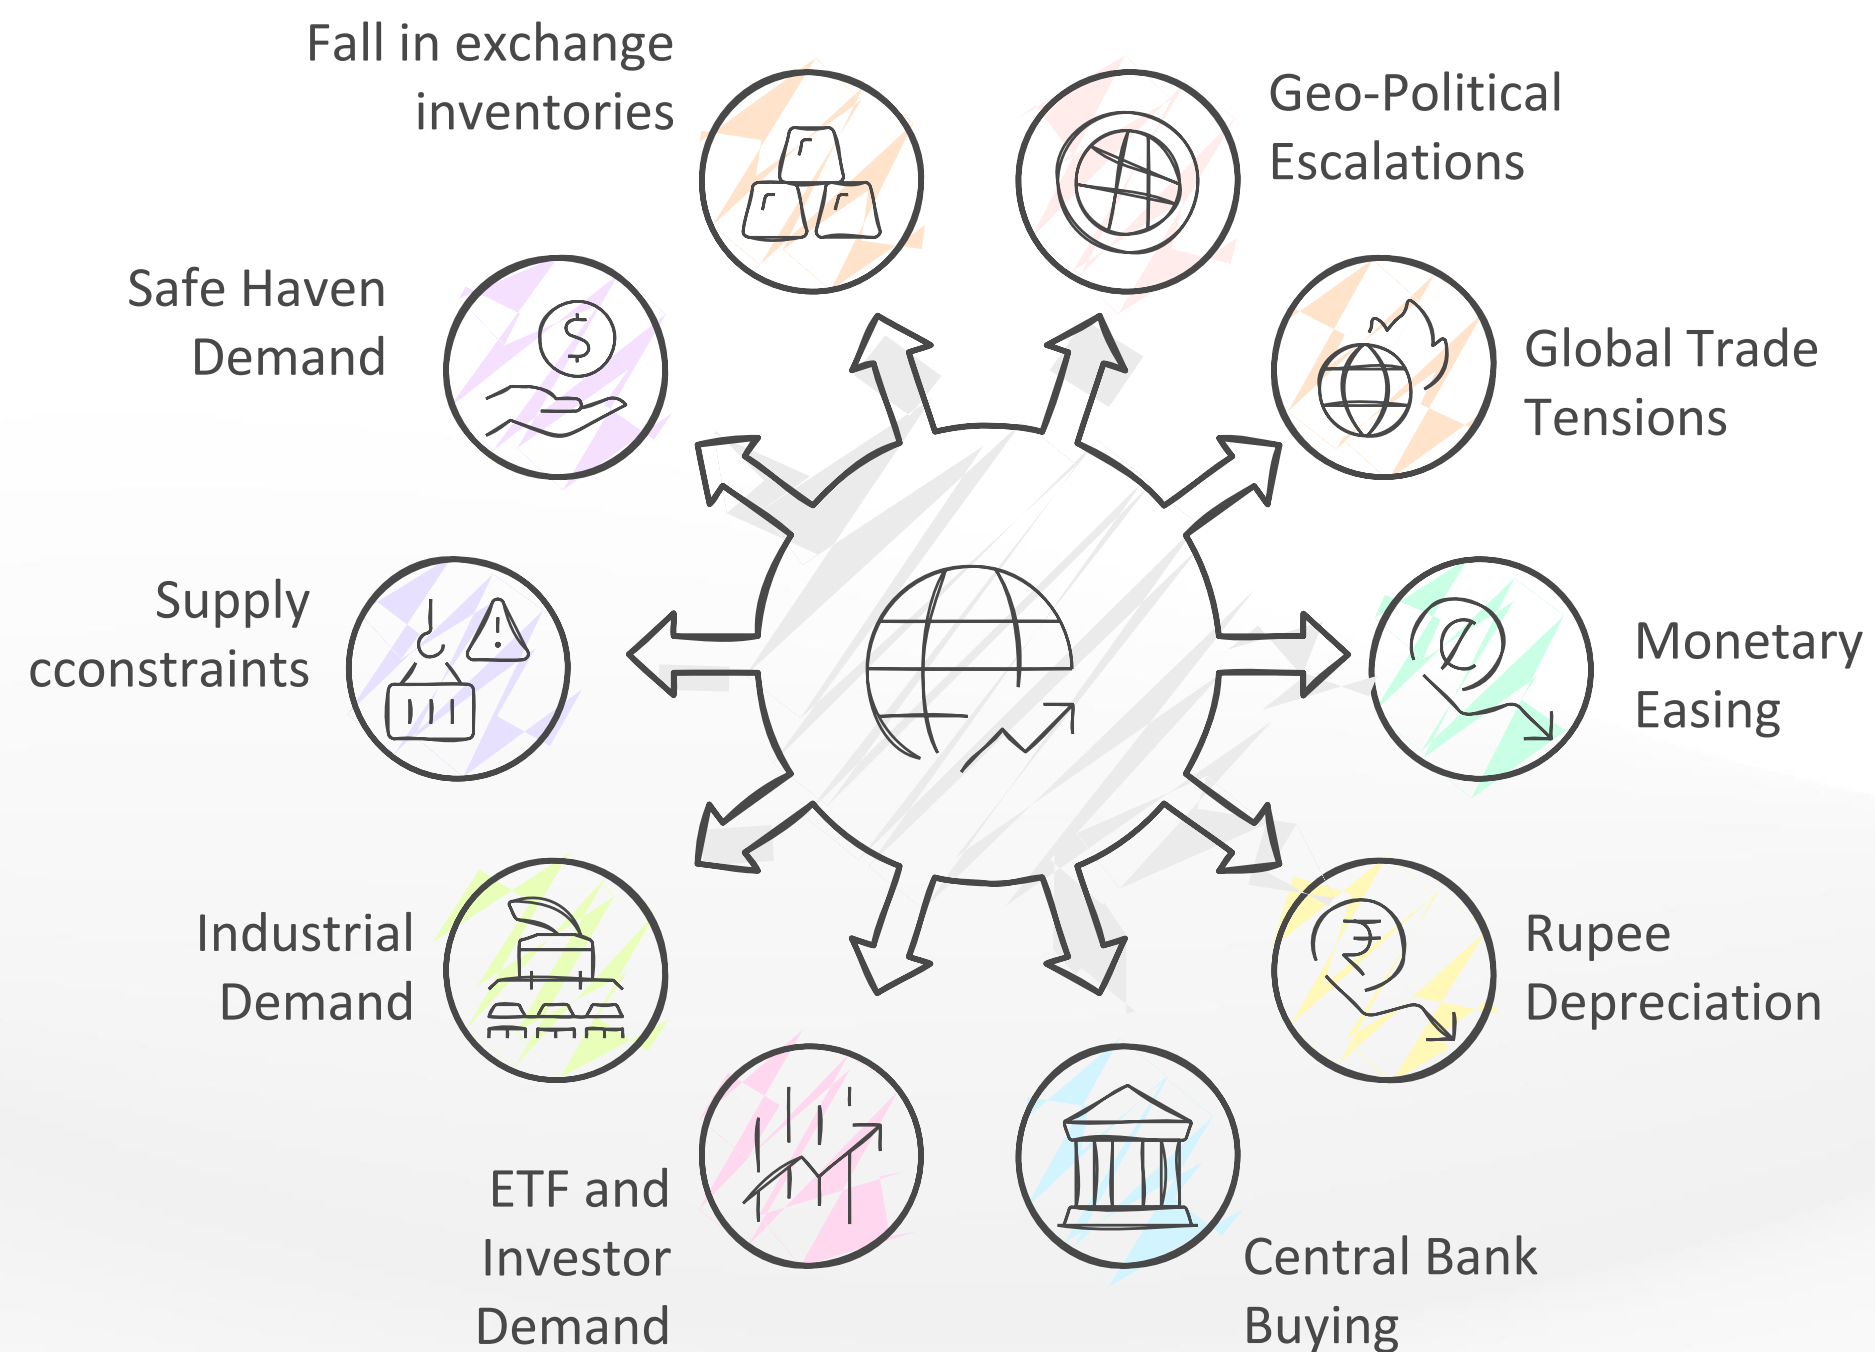 Fall in exchange
inventories
Geo-Political
Escalations
Safe Haven
Demand
Global Trade
Tensions
Supply
cconstraints
Monetary
Easing
Industrial
Demand
Rupee
Depreciation
ETF and
Investor
Demand
Central Bank
Buying